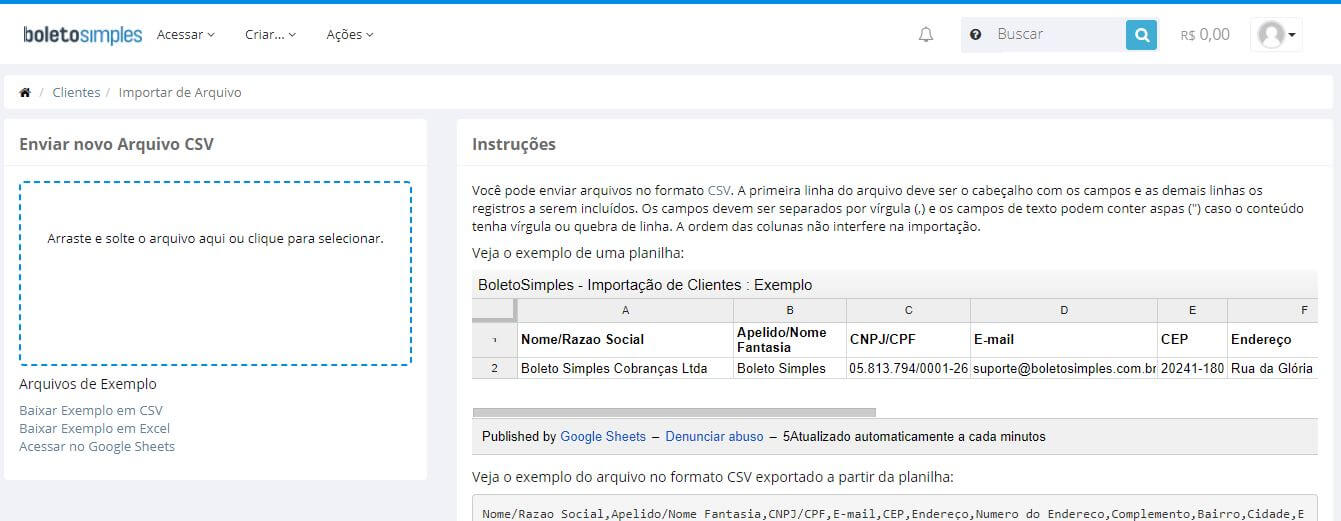 boletosimples Acessar Criar... Ações Buscar R$ 0,00
/ Clientes / Importar de Arquivo
Enviar novo Arquivo CSV
Arraste e solte o arquivo aqui ou clique para selecionar.
Arquivos de Exemplo
Baixar Exemplo em CSV
Baixar Exemplo em Excel
Acessar no Google Sheets
Instruções
Você pode enviar arquivos no formato CSV. A primeira linha do arquivo deve ser o cabeçalho com os campos e as demais linhas os
registros a serem incluídos. Os campos devem ser separados por vírgula (,) e os campos de texto podem conter aspas (") caso o conteúdo
tenha vírgula ou quebra de linha. A ordem das colunas não interfere na importação.
Veja o exemplo de uma planilha:
BoletoSimples - Importação de Clientes : Exemplo
A B C D E F
1 Nome/Razao Social Apelido/Nome Fantasia CNPJ/CPF E-mail CEP Endereço
2 Boleto Simples Cobranças Ltda Boleto Simples 05.813.794/0001-26 suporte@boletosimples.com.br 20241-180 Rua da Glória
Published by Google Sheets – Denunciar abuso – 5Atualizado automaticamente a cada minutos
Veja o exemplo do arquivo no formato CSV exportado a partir da planilha:
Nome/Razao Social,Apelido/Nome Fantasia,CNPJ/CPF,E-mail,CEP,Endereço,Numero do Endereco,Complemento,Bairro,Cidade,E